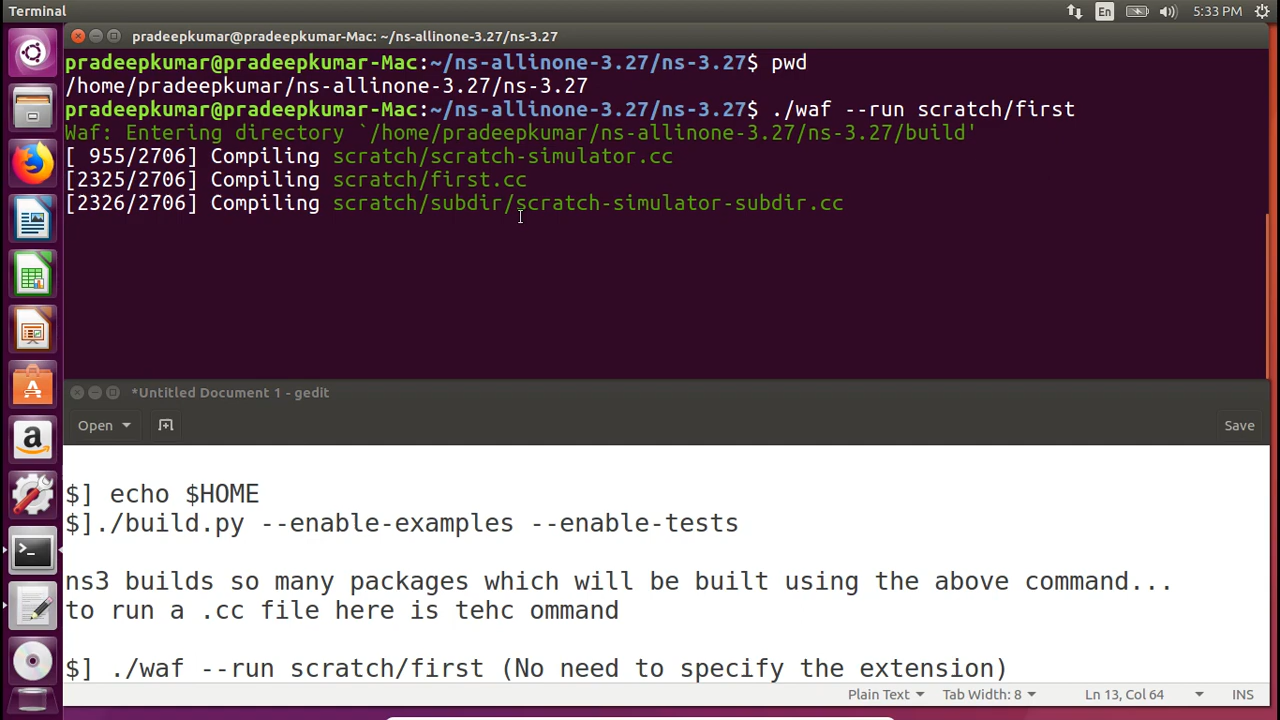 Terminal
En
5:33 PM
pradeepkumar@pradeepkumar-Mac: ~/ns-allinone-3.27/ns-3.27
pradeepkumar@pradeepkumar-Mac:~/ns-allinone-3.27/ns-3.27$ pwd
/home/pradeepkumar/ns-allinone-3.27/ns-3.27
pradeepkumar@pradeepkumar-Mac:~/ns-allinone-3.27/ns-3.27$ ./waf --run scratch/first
Waf: Entering directory `/home/pradeepkumar/ns-allinone-3.27/ns-3.27/build'
[ 955/2706] Compiling scratch/scratch-simulator.cc
[2325/2706] Compiling scratch/first.cc
[2326/2706] Compiling scratch/subdir/scratch-simulator-subdir.cc
*Untitled Document 1 - gedit
Open
Save
$] echo $HOME
$]./build.py --enable-examples --enable-tests
ns3 builds so many packages which will be built using the above command...
to run a .cc file here is tehc ommand
$] ./waf --run scratch/first (No need to specify the extension)
Plain Text
Tab Width: 8
Ln 13, Col 64
INS